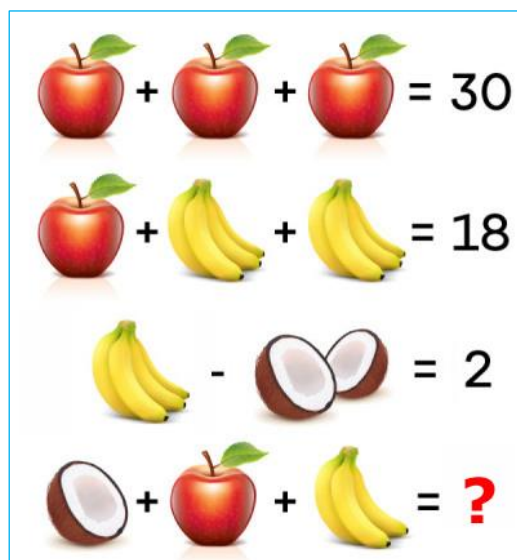 + + = 30
+ + = 18
- = 2
+ + = ?